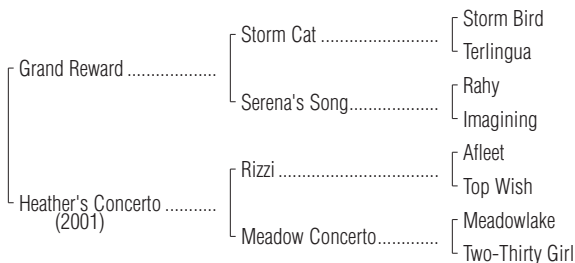 Storm Bird
Storm Cat ......................
Terlingua
Grand Reward .................
Rahy
Serena's Song.................
Imagining
Afleet
Rizzi ..............................
Top Wish
Heather's Concerto ..........
(2001)
Meadowlake
Meadow Concerto............
Two-Thirty Girl